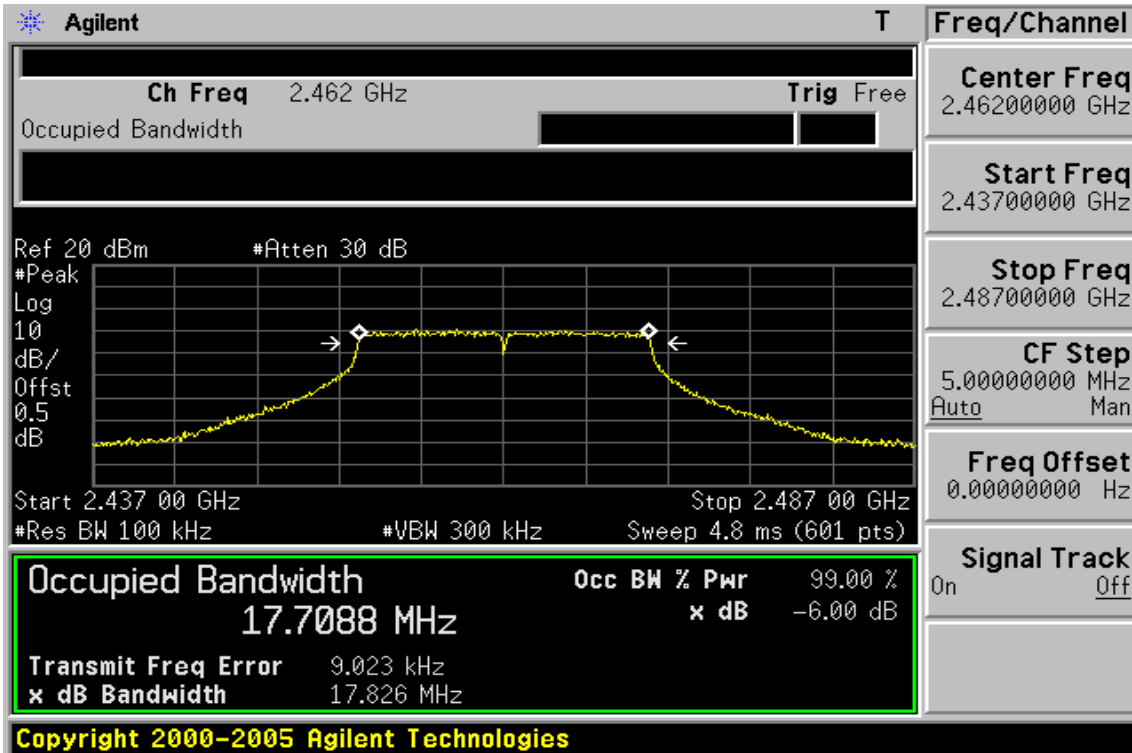 Agilent T
Freq/Channel
Ch Freq 2.462 GHz Trig Free
Occupied Bandwidth
Center Freq
2.46200000 GHz
Start Freq
2.43700000 GHz
Stop Freq
2.48700000 GHz
CF Step
5.00000000 MHz
Auto Man
Freq Offset
0.00000000 Hz
Signal Track
On Off
Ref 20 dBm #Atten 30 dB
#Peak
Log
10
dB/
Offst
0.5
dB
Start 2.437 00 GHz Stop 2.487 00 GHz
#Res BW 100 kHz #VBW 300 kHz Sweep 4.8 ms (601 pts)
Occupied Bandwidth
17.7088 MHz
Occ BW % Pwr 99.00 %
x dB -6.00 dB
Transmit Freq Error 9.023 kHz
x dB Bandwidth 17.826 MHz
Copyright 2000-2005 Agilent Technologies